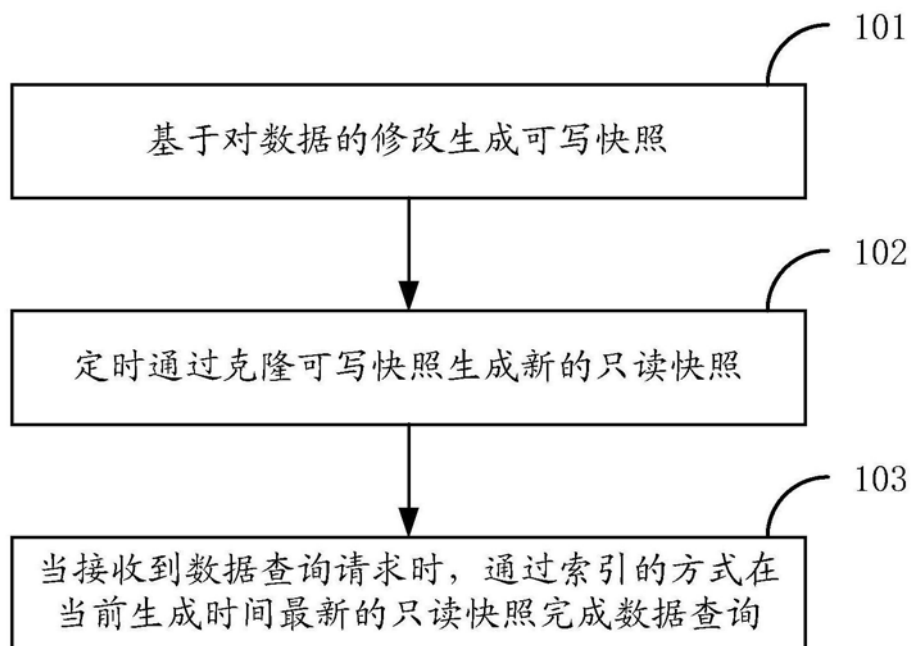 101
基于对数据的修改生成可写快照
102
定时通过克隆可写快照生成新的只读快照
103
当接收到数据查询请求时，通过索引的方式在
当前生成时间最新的只读快照完成数据查询